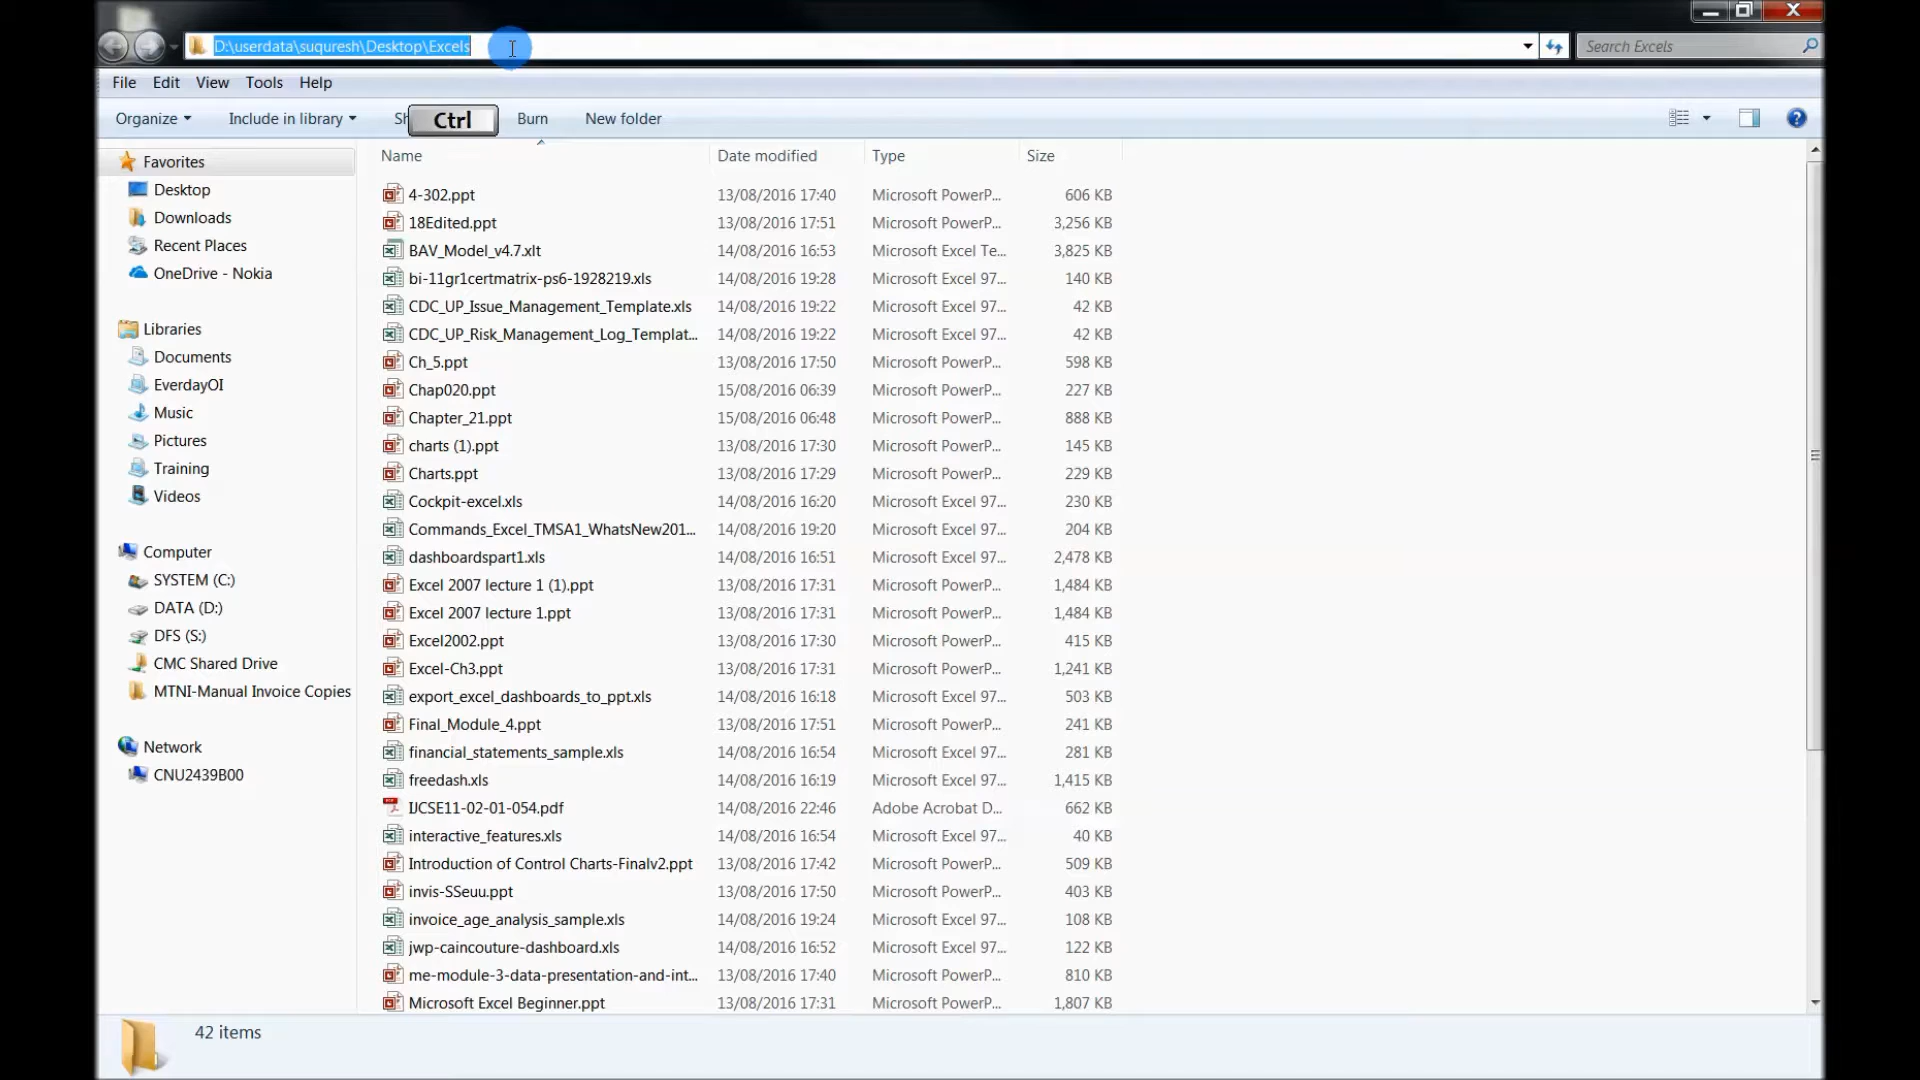 D:\userdata\suquresh\Desktop\Excels
Search Excels
File Edit View Tools Help
Organize Include in library Sh Ctrl Burn New folder
Name Date modified Type Size
Favorites
Desktop
Downloads
Recent Places
OneDrive - Nokia
Libraries
Documents
EverdayOI
Music
Pictures
Training
Videos
Computer
SYSTEM (C:)
DATA (D:)
DFS (S:)
CMC Shared Drive
MTNI-Manual Invoice Copies
Network
CNU2439B00
4-302.ppt 13/08/2016 17:40 Microsoft PowerP... 606 KB
18Edited.ppt 13/08/2016 17:51 Microsoft PowerP... 3,256 KB
BAV_Model_v4.7.xlt 14/08/2016 16:53 Microsoft Excel Te... 3,825 KB
bi-11gr1certmatrix-ps6-1928219.xls 14/08/2016 19:28 Microsoft Excel 97... 140 KB
CDC_UP_Issue_Management_Template.xls 14/08/2016 19:22 Microsoft Excel 97... 42 KB
CDC_UP_Risk_Management_Log_Templat... 14/08/2016 19:22 Microsoft Excel 97... 42 KB
Ch_5.ppt 13/08/2016 17:50 Microsoft PowerP... 598 KB
Chap020.ppt 15/08/2016 06:39 Microsoft PowerP... 227 KB
Chapter_21.ppt 15/08/2016 06:48 Microsoft PowerP... 888 KB
charts (1).ppt 13/08/2016 17:30 Microsoft PowerP... 145 KB
Charts.ppt 13/08/2016 17:29 Microsoft PowerP... 229 KB
Cockpit-excel.xls 14/08/2016 16:20 Microsoft Excel 97... 230 KB
Commands_Excel_TMSA1_WhatsNew201... 14/08/2016 19:20 Microsoft Excel 97... 204 KB
dashboardspart1.xls 14/08/2016 16:51 Microsoft Excel 97... 2,478 KB
Excel 2007 lecture 1 (1).ppt 13/08/2016 17:31 Microsoft PowerP... 1,484 KB
Excel 2007 lecture 1.ppt 13/08/2016 17:31 Microsoft PowerP... 1,484 KB
Excel2002.ppt 13/08/2016 17:30 Microsoft PowerP... 415 KB
Excel-Ch3.ppt 13/08/2016 17:31 Microsoft PowerP... 1,241 KB
export_excel_dashboards_to_ppt.xls 14/08/2016 16:18 Microsoft Excel 97... 503 KB
Final_Module_4.ppt 13/08/2016 17:51 Microsoft PowerP... 241 KB
financial_statements_sample.xls 14/08/2016 16:54 Microsoft Excel 97... 281 KB
freedash.xls 14/08/2016 16:19 Microsoft Excel 97... 1,415 KB
IJCSE11-02-01-054.pdf 14/08/2016 22:46 Adobe Acrobat D... 662 KB
interactive_features.xls 14/08/2016 16:54 Microsoft Excel 97... 40 KB
Introduction of Control Charts-Finalv2.ppt 13/08/2016 17:42 Microsoft PowerP... 509 KB
invis-SSeuu.ppt 13/08/2016 17:50 Microsoft PowerP... 403 KB
invoice_age_analysis_sample.xls 14/08/2016 19:24 Microsoft Excel 97... 108 KB
jwp-caincouture-dashboard.xls 14/08/2016 16:52 Microsoft Excel 97... 122 KB
me-module-3-data-presentation-and-int... 13/08/2016 17:40 Microsoft PowerP... 810 KB
Microsoft Excel Beginner.ppt 13/08/2016 17:31 Microsoft PowerP... 1,807 KB
42 items